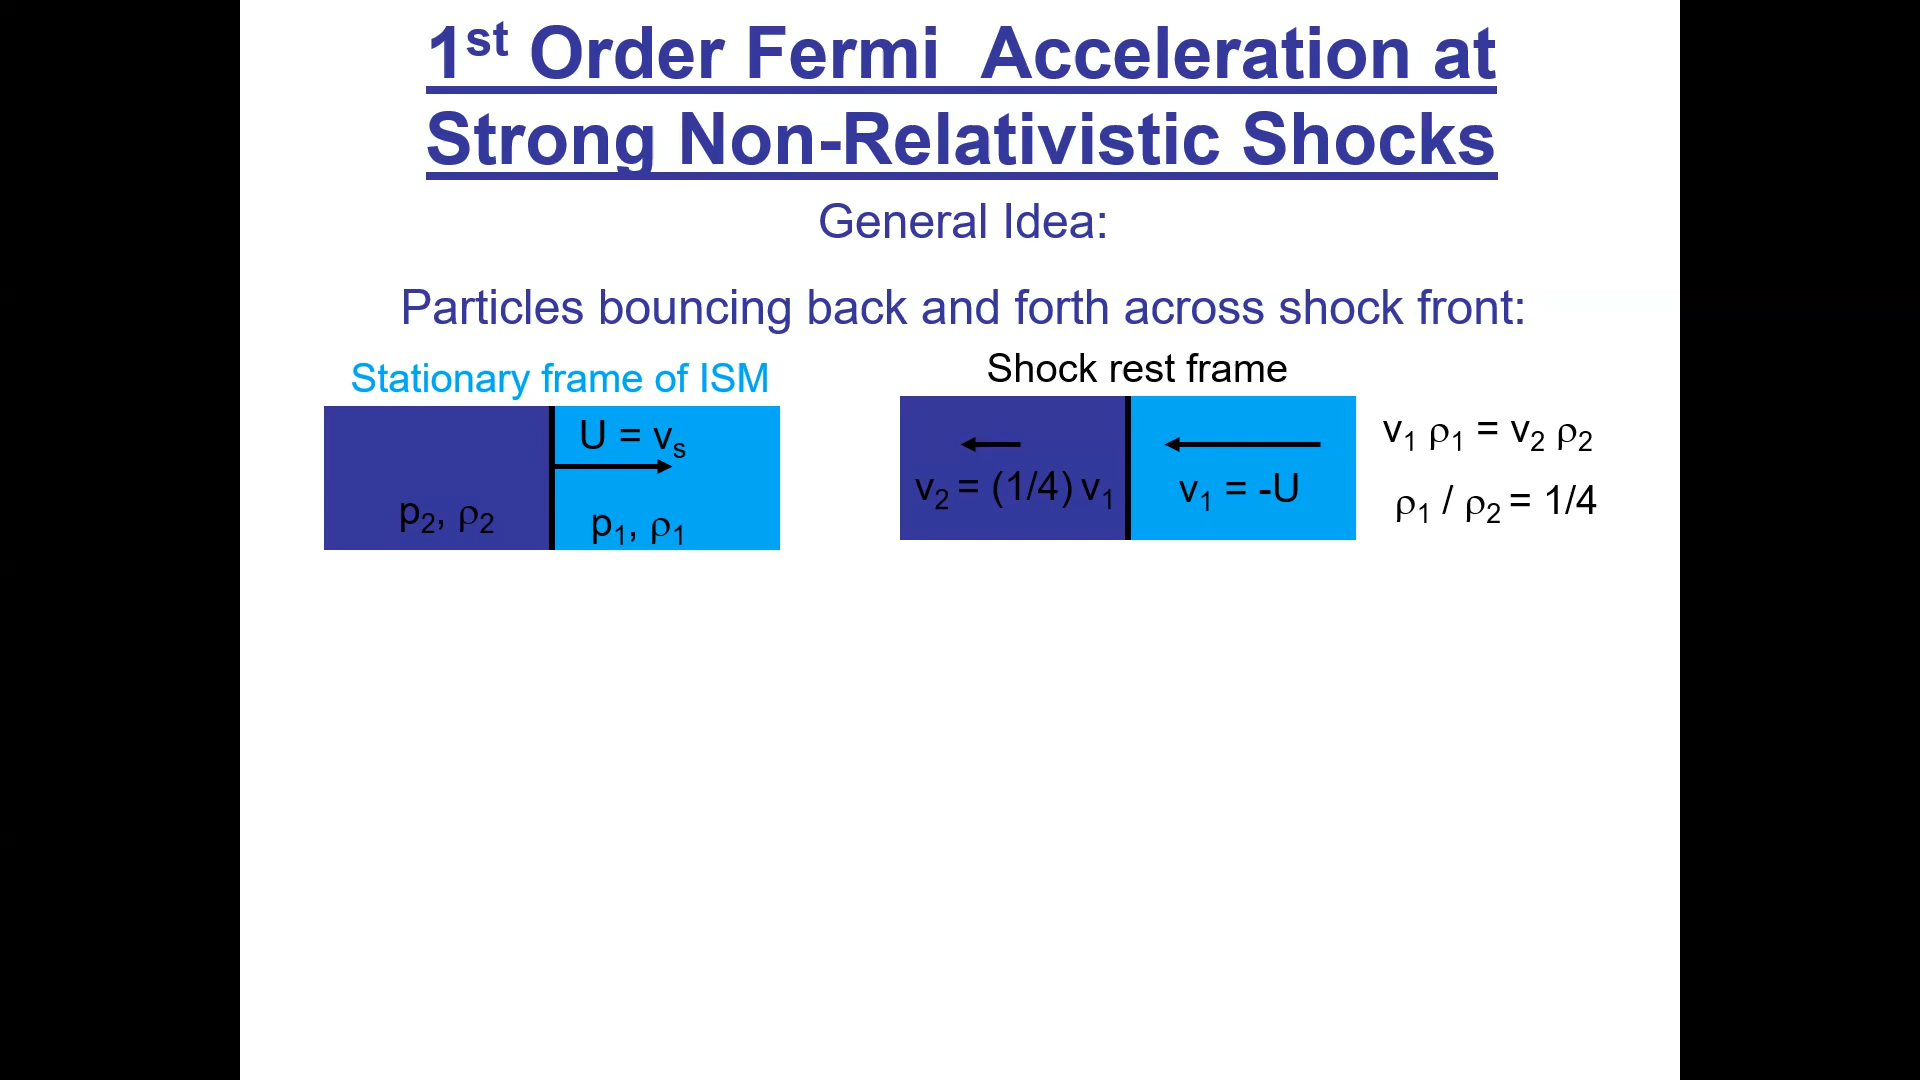 1st Order Fermi Acceleration at
Strong Non-Relativistic Shocks
General Idea:
Particles bouncing back and forth across shock front:
Stationary frame of ISM
U = vs
p2, ρ2
p1, ρ1
Shock rest frame
v2 = (1/4) v1
v1 = -U
v1 ρ1 = v2 ρ2
ρ1 / ρ2 = 1/4